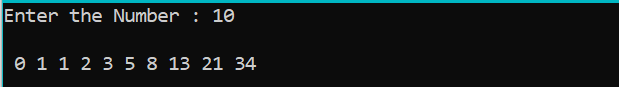 Enter the Number : 10
0 1 1 2 3 5 8 13 21 34